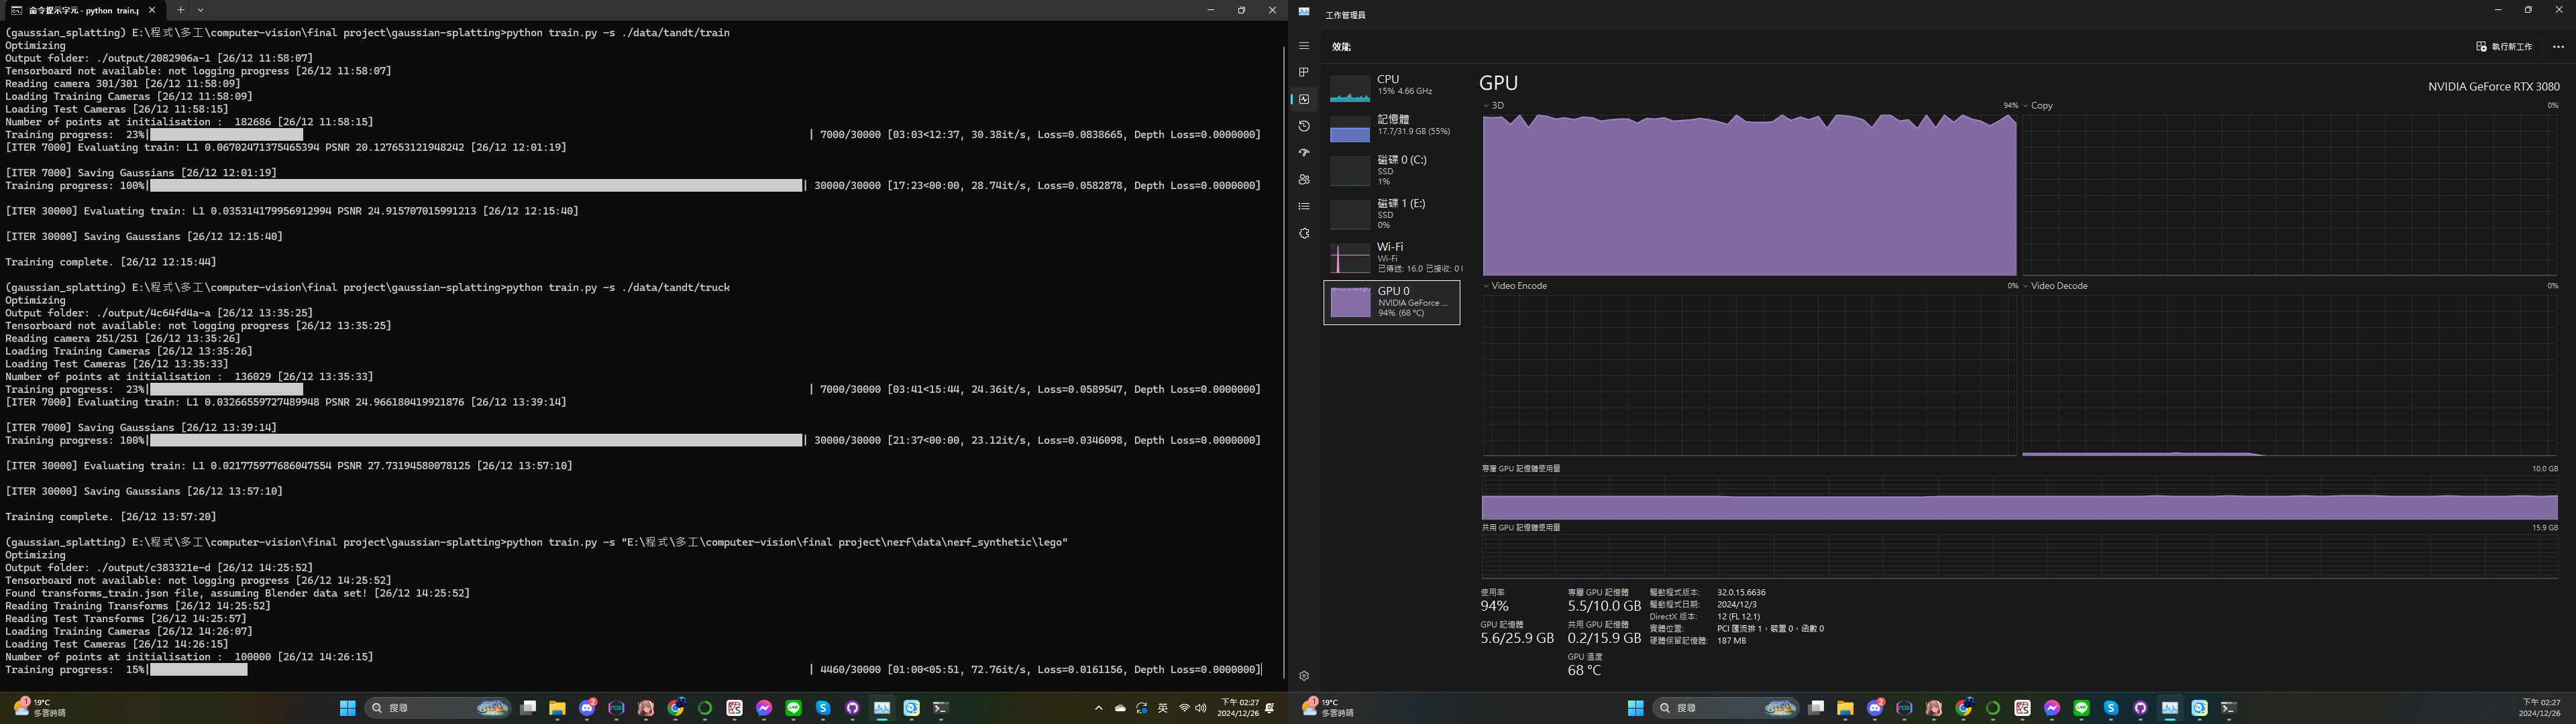 命令提示字元 - python train.p
(gaussian_splatting) E:\程式\多工\computer-vision\final project\gaussian-splatting>python train.py -s ./data/tandt/train
Optimizing
Output folder: ./output/2082906a-1 [26/12 11:58:07]
Tensorboard not available: not logging progress [26/12 11:58:07]
Reading camera 301/301 [26/12 11:58:09]
Loading Training Cameras [26/12 11:58:09]
Loading Test Cameras [26/12 11:58:15]
Number of points at initialisation :  182686 [26/12 11:58:15]
Training progress:  23%| | 7000/30000 [03:03<12:37, 30.38it/s, Loss=0.0838665, Depth Loss=0.0000000]
[ITER 7000] Evaluating train: L1 0.06702471375465394 PSNR 20.127653121948242 [26/12 12:01:19]
[ITER 7000] Saving Gaussians [26/12 12:01:19]
Training progress: 100%| | 30000/30000 [17:23<00:00, 28.74it/s, Loss=0.0582878, Depth Loss=0.0000000]
[ITER 30000] Evaluating train: L1 0.035314179956912994 PSNR 24.915707015991213 [26/12 12:15:40]
[ITER 30000] Saving Gaussians [26/12 12:15:40]
Training complete. [26/12 12:15:44]
(gaussian_splatting) E:\程式\多工\computer-vision\final project\gaussian-splatting>python train.py -s ./data/tandt/truck
Optimizing
Output folder: ./output/4c64fd4a-a [26/12 13:35:25]
Tensorboard not available: not logging progress [26/12 13:35:25]
Reading camera 251/251 [26/12 13:35:26]
Loading Training Cameras [26/12 13:35:26]
Loading Test Cameras [26/12 13:35:33]
Number of points at initialisation :  136029 [26/12 13:35:33]
Training progress:  23%| | 7000/30000 [03:41<15:44, 24.36it/s, Loss=0.0589547, Depth Loss=0.0000000]
[ITER 7000] Evaluating train: L1 0.03266559727489948 PSNR 24.966180419921876 [26/12 13:39:14]
[ITER 7000] Saving Gaussians [26/12 13:39:14]
Training progress: 100%| | 30000/30000 [21:37<00:00, 23.12it/s, Loss=0.0346098, Depth Loss=0.0000000]
[ITER 30000] Evaluating train: L1 0.021775977686047554 PSNR 27.73194580078125 [26/12 13:57:10]
[ITER 30000] Saving Gaussians [26/12 13:57:10]
Training complete. [26/12 13:57:20]
(gaussian_splatting) E:\程式\多工\computer-vision\final project\gaussian-splatting>python train.py -s "E:\程式\多工\computer-vision\final project\nerf\data\nerf_synthetic\lego"
Optimizing
Output folder: ./output/c383321e-d [26/12 14:25:52]
Tensorboard not available: not logging progress [26/12 14:25:52]
Found transforms_train.json file, assuming Blender data set! [26/12 14:25:52]
Reading Training Transforms [26/12 14:25:52]
Reading Test Transforms [26/12 14:25:57]
Loading Training Cameras [26/12 14:26:07]
Loading Test Cameras [26/12 14:26:15]
Number of points at initialisation :  100000 [26/12 14:26:15]
Training progress:  15%| | 4460/30000 [01:00<05:51, 72.76it/s, Loss=0.0161156, Depth Loss=0.0000000]
19°C
多雲時晴
搜尋
英
下午 02:27
2024/12/26
工作管理員
效能
執行新工作
CPU
15% 4.66 GHz
記憶體
17.7/31.9 GB (55%)
磁碟 0 (C:)
SSD
1%
磁碟 1 (E:)
SSD
0%
Wi-Fi
Wi-Fi
已傳送: 16.0 已接收: 0
GPU 0
NVIDIA GeForce ...
94% (68 °C)
GPU
NVIDIA GeForce RTX 3080
3D 94%
Copy 0%
Video Encode 0%
Video Decode 0%
專屬 GPU 記憶體使用量 10.0 GB
共用 GPU 記憶體使用量 15.9 GB
使用率
94%
專屬 GPU 記憶體
5.5/10.0 GB
GPU 記憶體
5.6/25.9 GB
共用 GPU 記憶體
0.2/15.9 GB
GPU 溫度
68 °C
驅動程式版本: 32.0.15.6636
驅動程式日期: 2024/12/3
DirectX 版本: 12 (FL 12.1)
實體位置: PCI 匯流排 1，裝置 0，函數 0
硬體保留記憶體: 187 MB
19°C
多雲時晴
搜尋
下午 02:27
2024/12/26